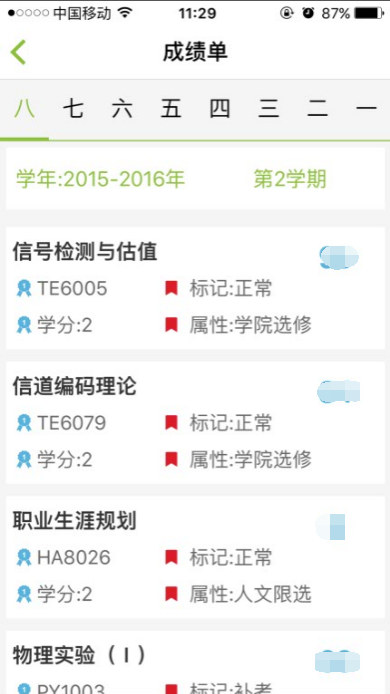 中国移动 11:29 87%
成绩单
八 七 六 五 四 三 二 一
学年:2015-2016年 第2学期
信号检测与估值
TE6005 标记:正常
学分:2 属性:学院选修
信道编码理论
TE6079 标记:正常
学分:2 属性:学院选修
职业生涯规划
HA8026 标记:正常
学分:2 属性:人文限选
物理实验（I）
PY1003 标记:补考